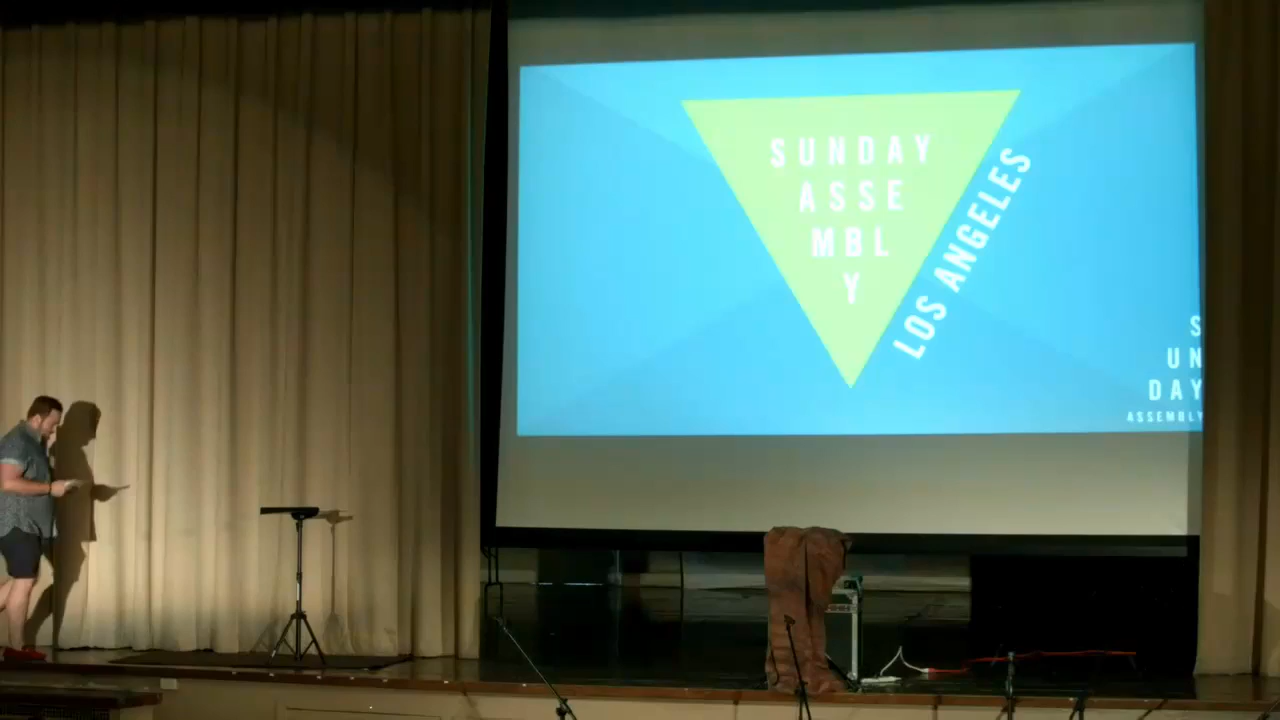 SUNDAY
ASSE
MBL
Y
LOS ANGELES
S
UN
DAY
ASSEMBLY